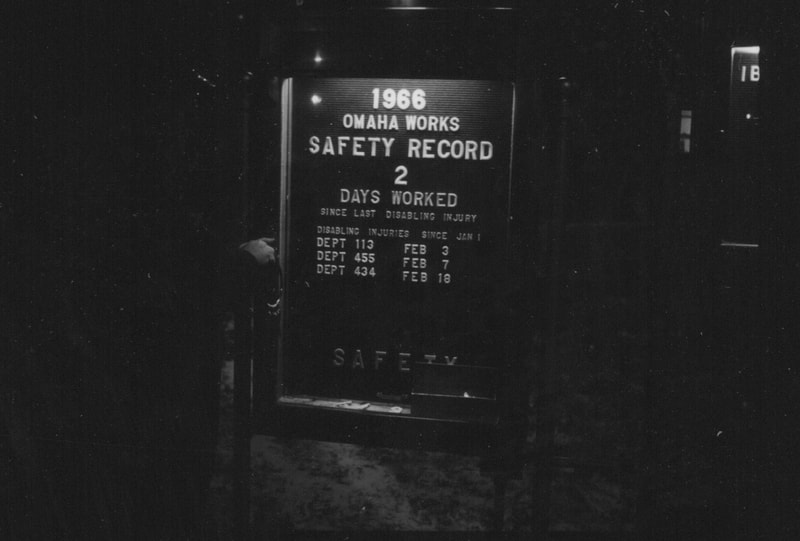 1966
OMAHA WORKS
SAFETY RECORD
2
DAYS WORKED
SINCE LAST DISABLING INJURY
DISABLING INJURIES SINCE JAN 1
DEPT 113 FEB 3
DEPT 455 FEB 7
DEPT 434 FEB 18
SAFETY
1B